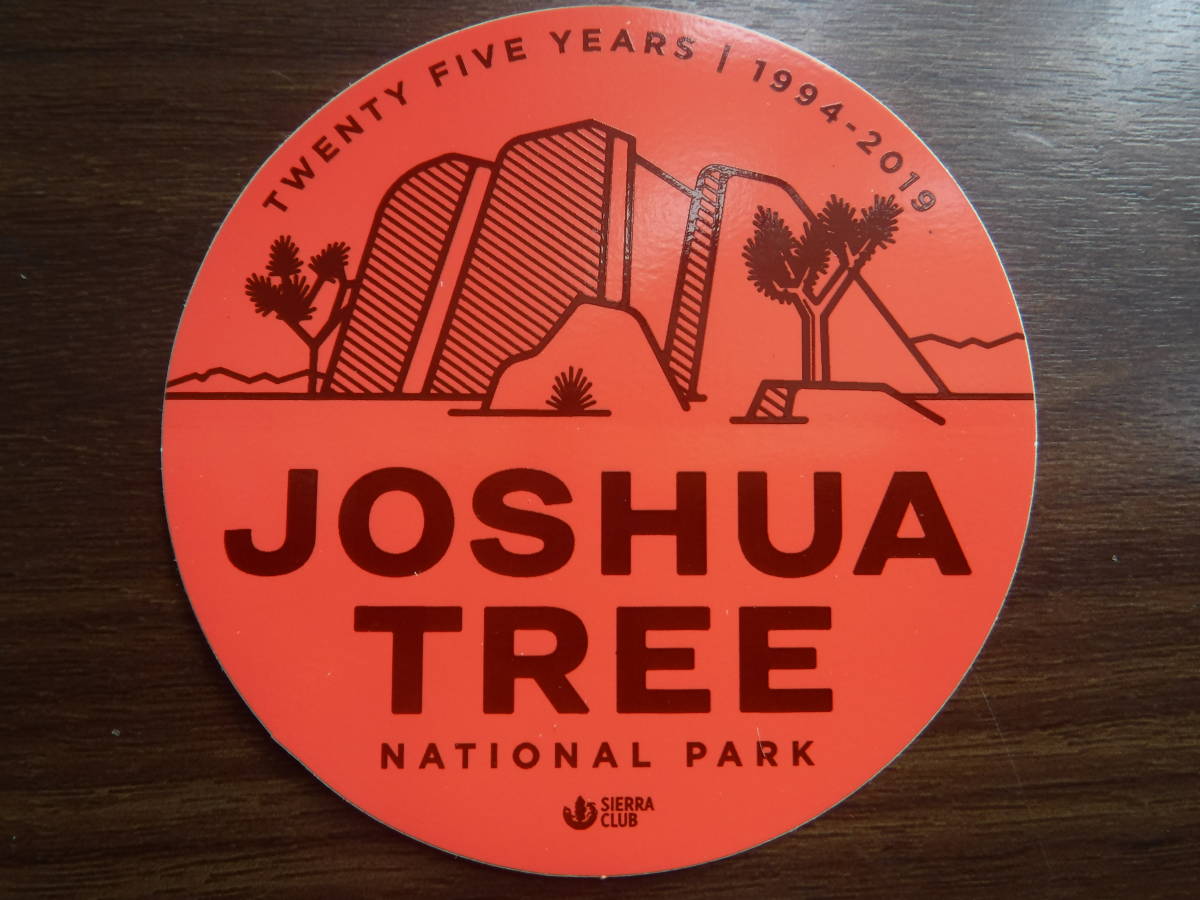 TWENTY FIVE YEARS | 1994-2019
JOSHUA
TREE
NATIONAL PARK
SIERRA
CLUB